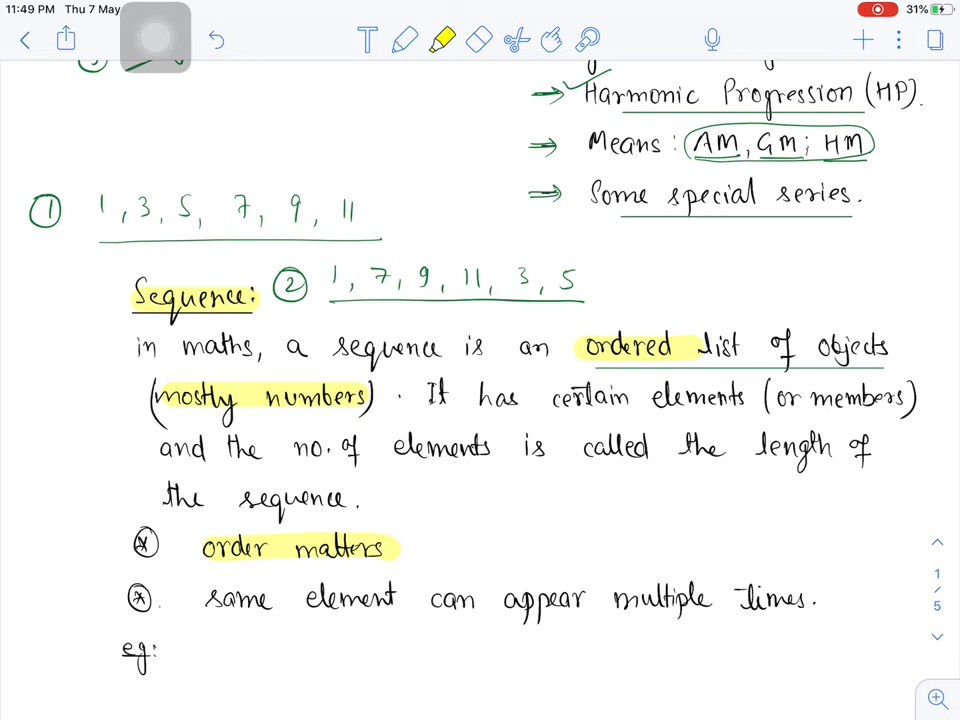 11:49 PM Thu 7 May
31%
→ Harmonic Progression (HP).
→ Means : AM, GM; HM
⇒ Some special series.
① 1, 3, 5, 7, 9, 11
Sequence: ② 1, 7, 9, 11, 3, 5
in maths, a sequence is an ordered list of objects
(mostly numbers). It has certain elements (or members)
and the no. of elements is called the length of
the sequence.
* order matters
* same element can appear multiple times.
eg:
1
/
5